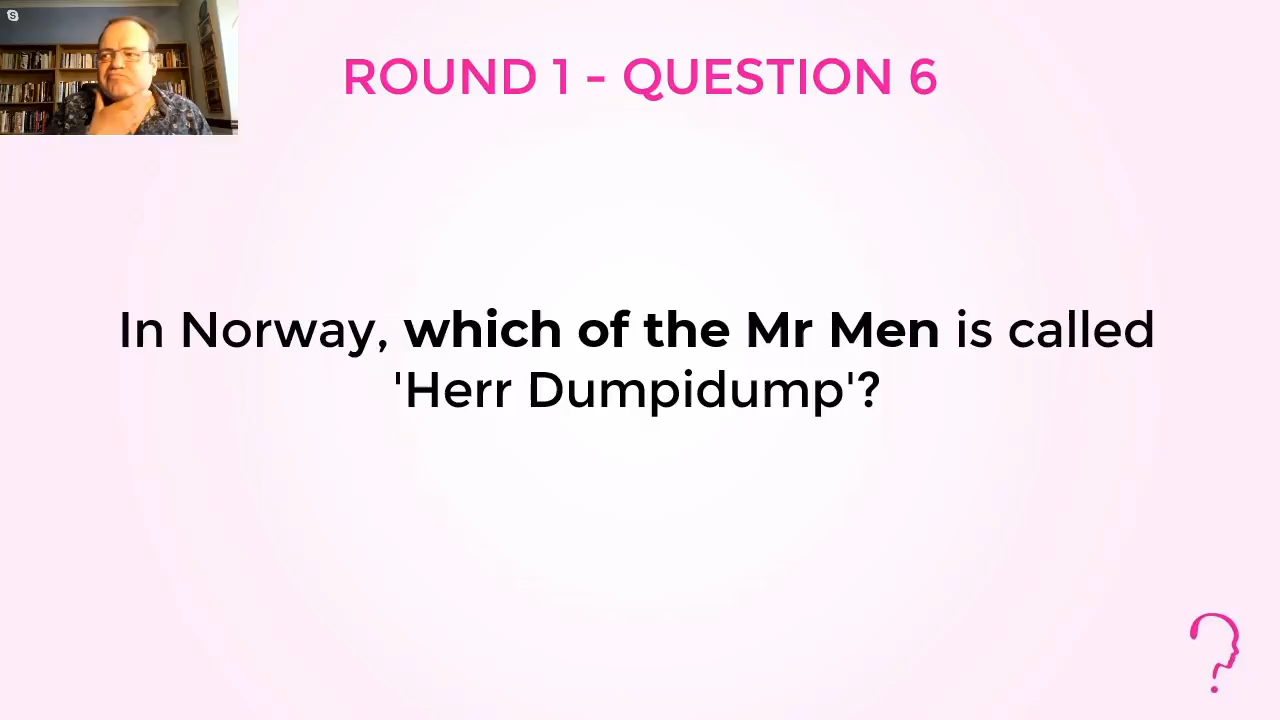 ROUND 1 - QUESTION 6
In Norway, which of the Mr Men is called
'Herr Dumpidump'?